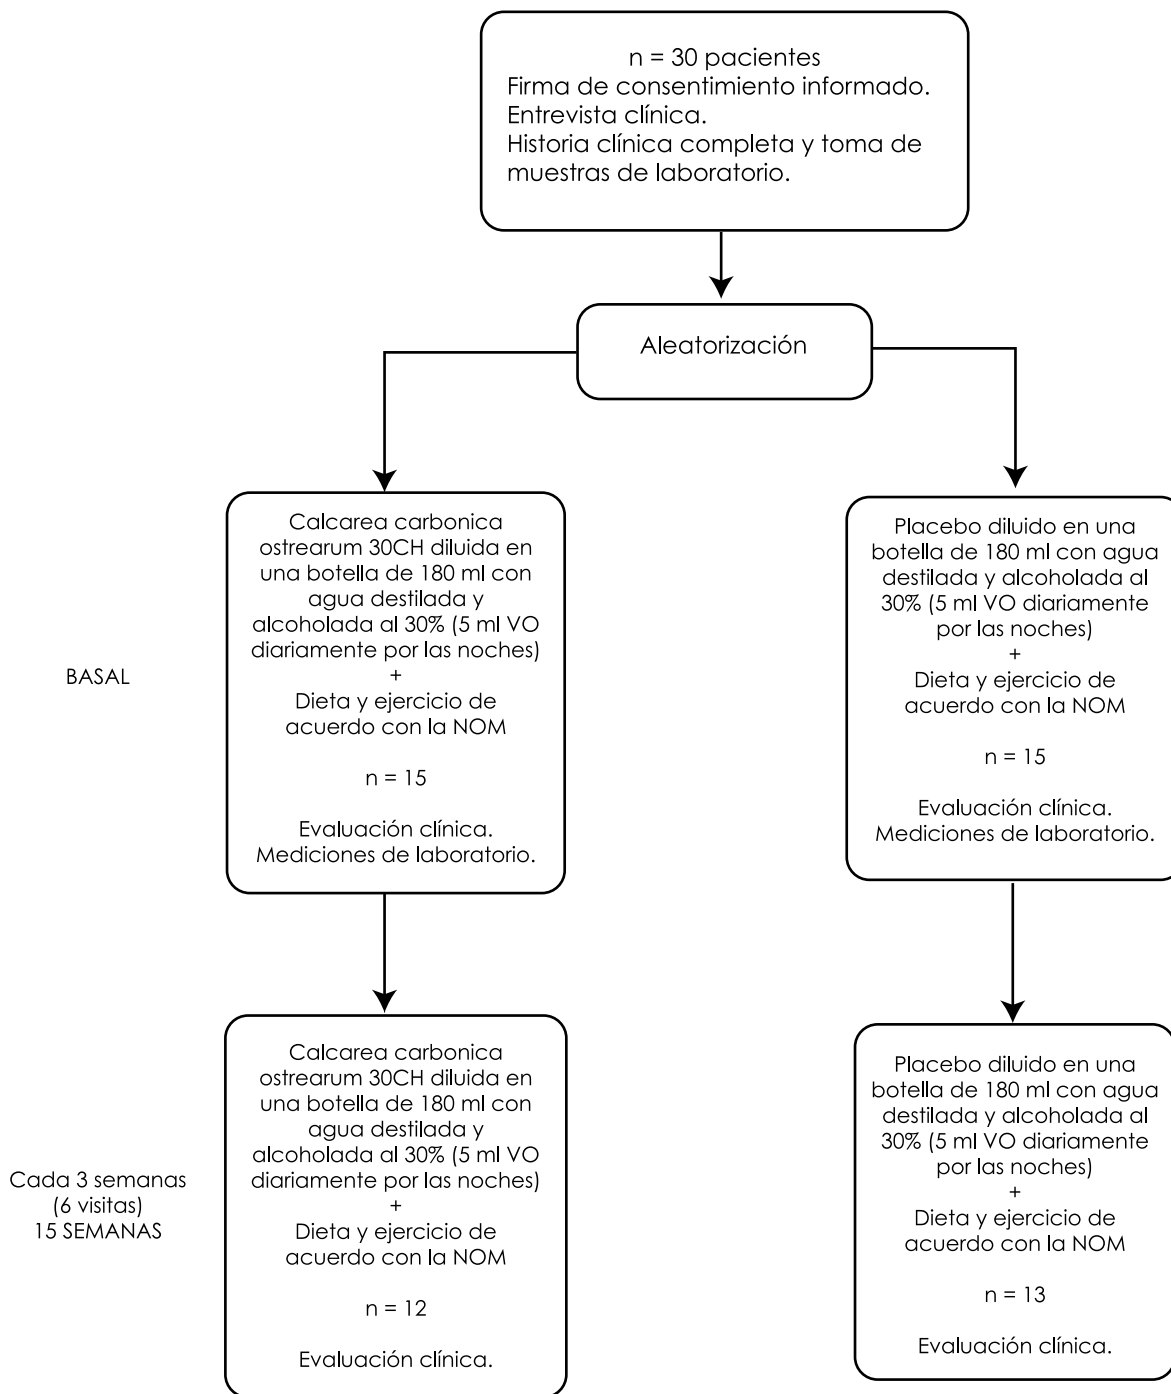 n = 30 pacientes
Firma de consentimiento informado.
Entrevista clínica.
Historia clínica completa y toma de
muestras de laboratorio.
Aleatorización
BASAL
Calcarea carbonica
ostrearum 30CH diluida en
una botella de 180 ml con
agua destilada y
alcoholada al 30% (5 ml VO
diariamente por las noches)
+
Dieta y ejercicio de
acuerdo con la NOM
n = 15
Evaluación clínica.
Mediciones de laboratorio.
Placebo diluido en una
botella de 180 ml con agua
destilada y alcoholada al
30% (5 ml VO diariamente
por las noches)
+
Dieta y ejercicio de
acuerdo con la NOM
n = 15
Evaluación clínica.
Mediciones de laboratorio.
Cada 3 semanas
(6 visitas)
15 SEMANAS
Calcarea carbonica
ostrearum 30CH diluida en
una botella de 180 ml con
agua destilada y
alcoholada al 30% (5 ml VO
diariamente por las noches)
+
Dieta y ejercicio de
acuerdo con la NOM
n = 12
Evaluación clínica.
Placebo diluido en una
botella de 180 ml con agua
destilada y alcoholada al
30% (5 ml VO diariamente
por las noches)
+
Dieta y ejercicio de
acuerdo con la NOM
n = 13
Evaluación clínica.